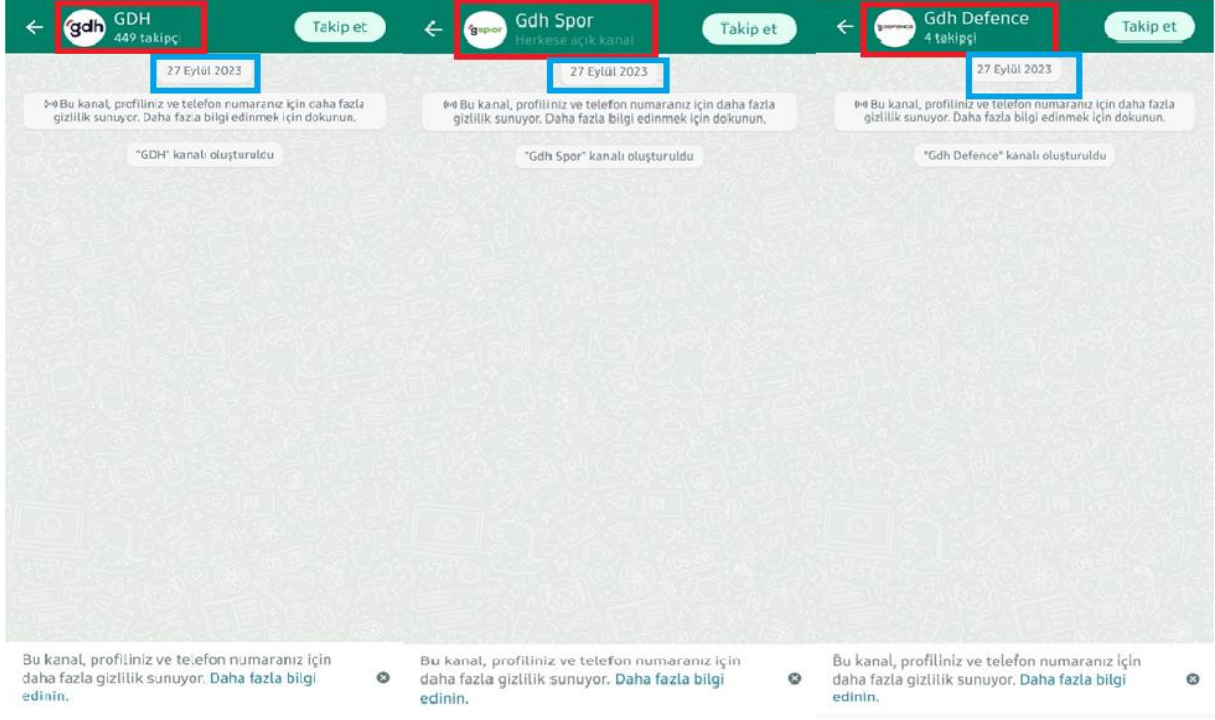 gdh
GDH
449 takipçi
Takip et
27 Eylül 2023
Bu kanal, profiliniz ve telefon numaranız için daha fazla
gizlilik sunuyor. Daha fazla bilgi edinmek için dokunun.
"GDH" kanalı oluşturuldu
Bu kanal, profiliniz ve telefon numaranız için
daha fazla gizlilik sunuyor. Daha fazla bilgi
edinin.
gspor
Gdh Spor
Herkese açık kanal
Takip et
27 Eylül 2023
Bu kanal, profiliniz ve telefon numaranız için daha fazla
gizlilik sunuyor. Daha fazla bilgi edinmek için dokunun.
"Gdh Spor" kanalı oluşturuldu
Bu kanal, profiliniz ve telefon numaranız için
daha fazla gizlilik sunuyor. Daha fazla bilgi
edinin.
Gdh Defence
4 takipçi
Takip et
27 Eylül 2023
Bu kanal, profiliniz ve telefon numaranız için daha fazla
gizlilik sunuyor. Daha fazla bilgi edinmek için dokunun.
"Gdh Defence" kanalı oluşturuldu
Bu kanal, profiliniz ve telefon numaranız için
daha fazla gizlilik sunuyor. Daha fazla bilgi
edinin.